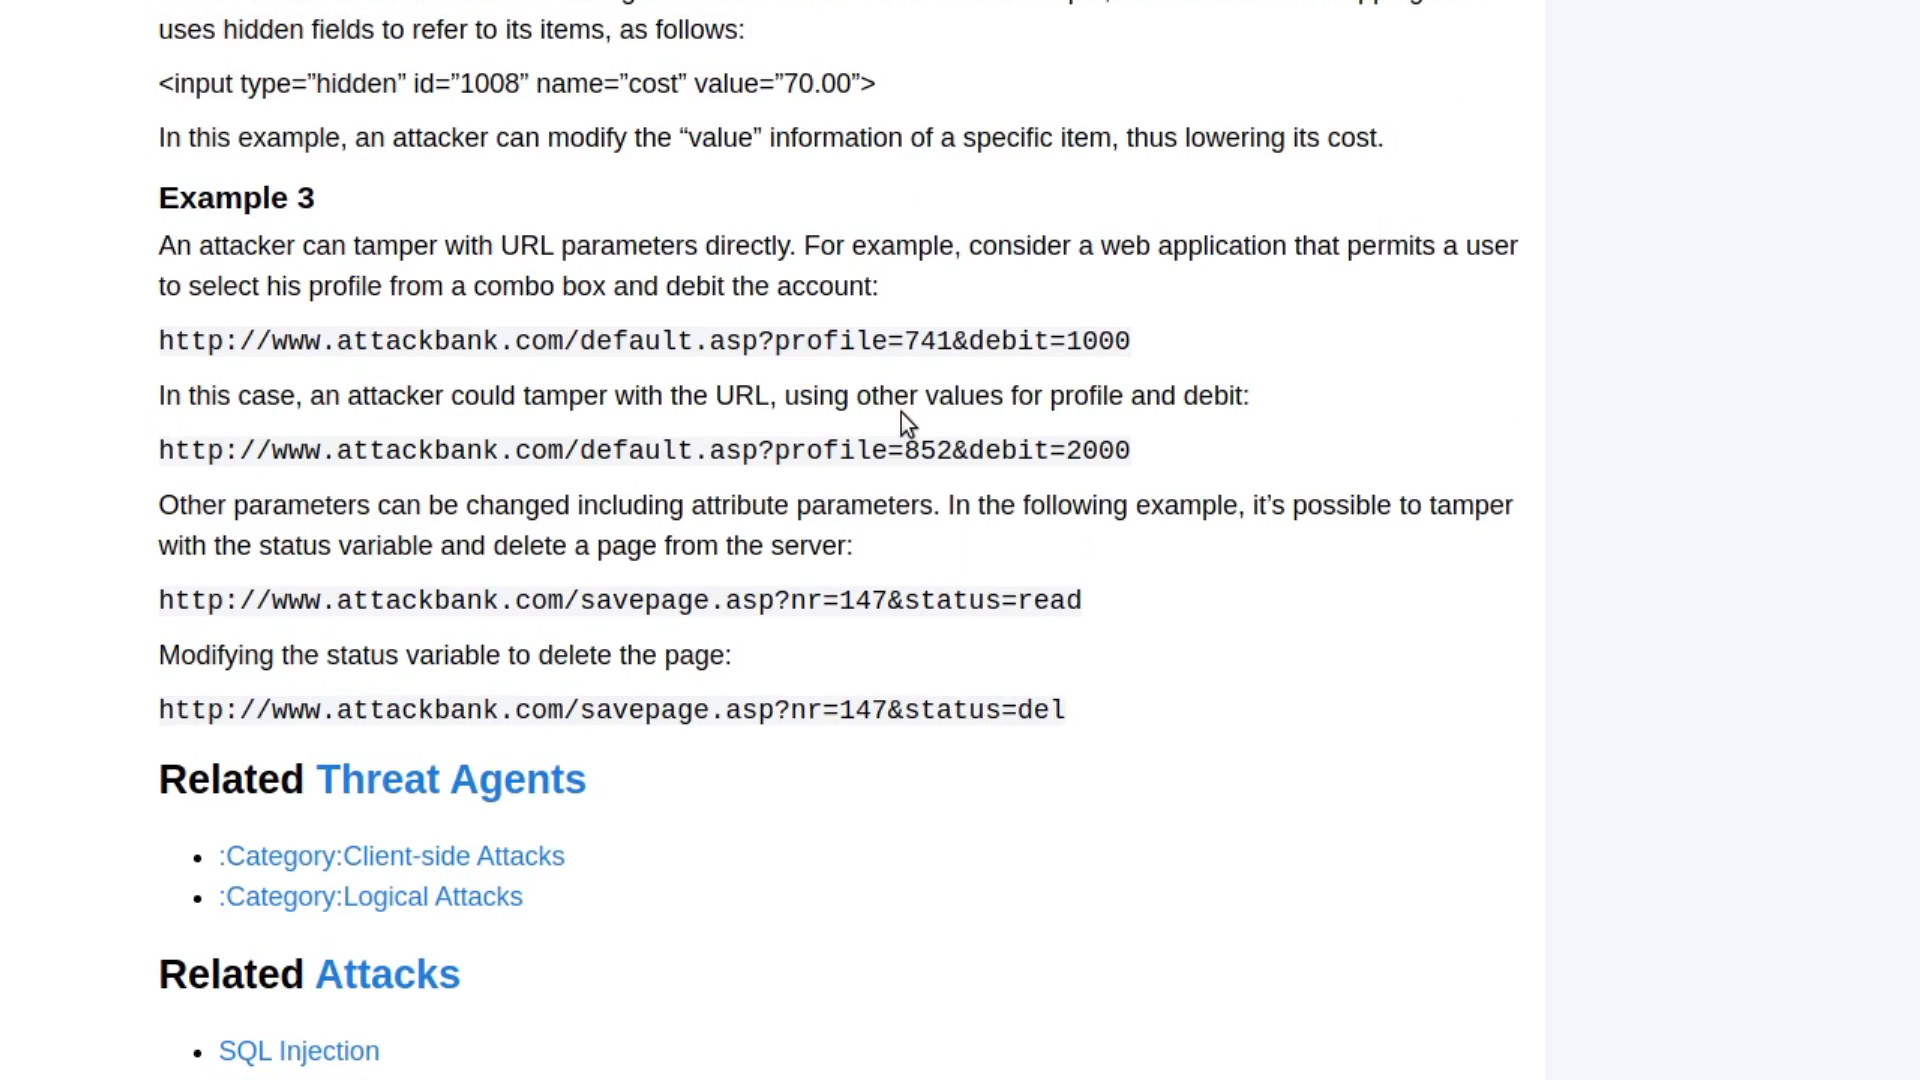 uses hidden fields to refer to its items, as follows:
<input type=”hidden” id=”1008” name=”cost” value=”70.00”>
In this example, an attacker can modify the “value” information of a specific item, thus lowering its cost.
Example 3
An attacker can tamper with URL parameters directly. For example, consider a web application that permits a user
to select his profile from a combo box and debit the account:
http://www.attackbank.com/default.asp?profile=741&debit=1000
In this case, an attacker could tamper with the URL, using other values for profile and debit:
http://www.attackbank.com/default.asp?profile=852&debit=2000
Other parameters can be changed including attribute parameters. In the following example, it’s possible to tamper
with the status variable and delete a page from the server:
http://www.attackbank.com/savepage.asp?nr=147&status=read
Modifying the status variable to delete the page:
http://www.attackbank.com/savepage.asp?nr=147&status=del
Related Threat Agents
:Category:Client-side Attacks
:Category:Logical Attacks
Related Attacks
SQL Injection